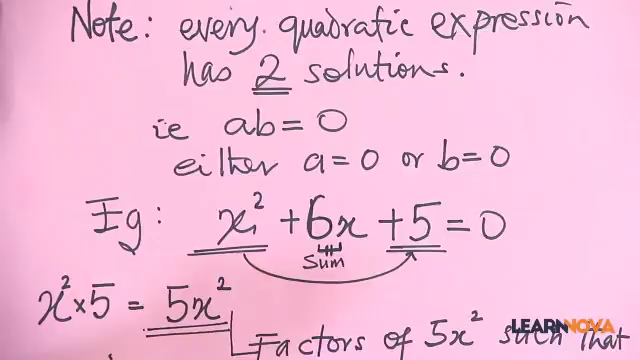 Note: every quadratic expression
has 2 solutions.
ie ab = 0
either a = 0 or b = 0
Eg: x² + 6x + 5 = 0
Sum
x² × 5 = 5x²
Factors of 5x² such that
LEARNNOVA